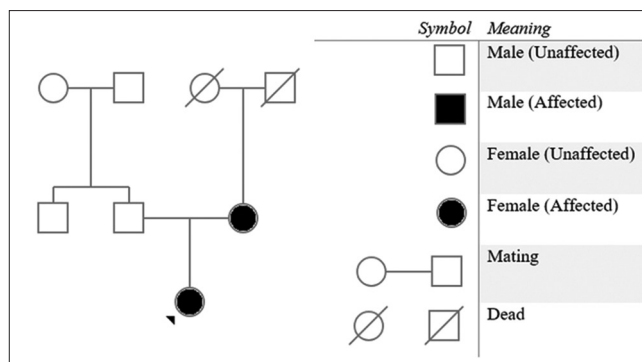 Symbol Meaning
Male (Unaffected)
Male (Affected)
Female (Unaffected)
Female (Affected)
Mating
Dead